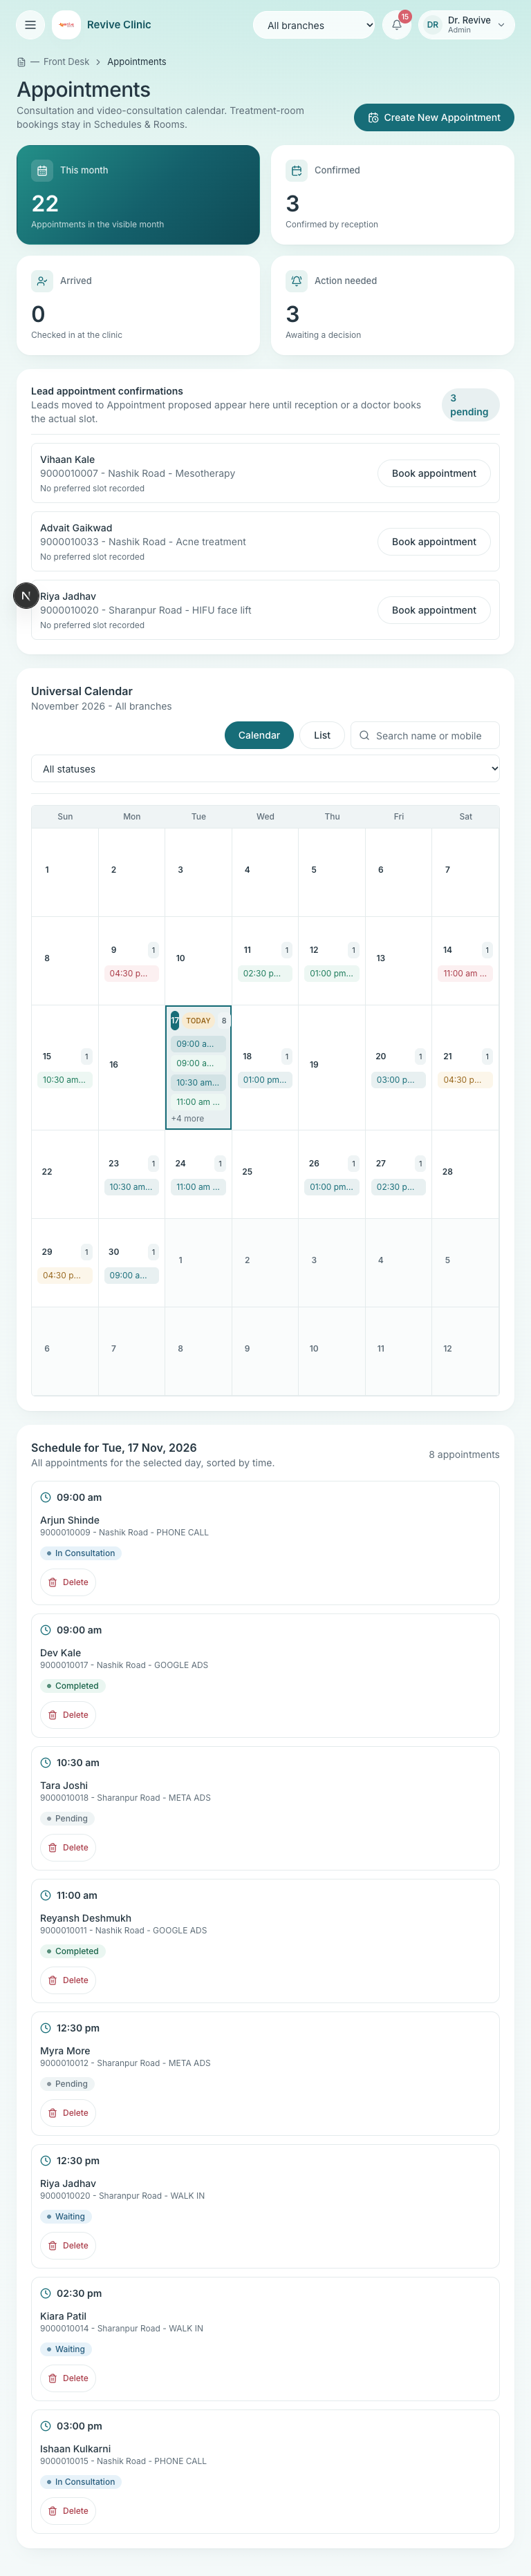 Revive Clinic
All branches
15
DR
Dr. Revive
Admin
— Front Desk > Appointments
Appointments
Consultation and video-consultation calendar. Treatment-room
bookings stay in Schedules & Rooms.
Create New Appointment
This month
22
Appointments in the visible month
Confirmed
3
Confirmed by reception
Arrived
0
Checked in at the clinic
Action needed
3
Awaiting a decision
Lead appointment confirmations
Leads moved to Appointment proposed appear here until reception or a doctor books
the actual slot.
3
pending
Vihaan Kale
9000010007 - Nashik Road - Mesotherapy
No preferred slot recorded
Book appointment
Advait Gaikwad
9000010033 - Nashik Road - Acne treatment
No preferred slot recorded
Book appointment
N
Riya Jadhav
9000010020 - Sharanpur Road - HIFU face lift
No preferred slot recorded
Book appointment
Universal Calendar
November 2026 - All branches
Calendar
List
Search name or mobile
All statuses
Sun Mon Tue Wed Thu Fri Sat
1 2 3 4 5 6 7
8
9 1
04:30 p...
10
11 1
02:30 p...
12 1
01:00 pm...
13
14 1
11:00 am ...
15 1
10:30 am...
16
17 TODAY 8
09:00 a...
09:00 a...
10:30 am...
11:00 am ...
+4 more
18 1
01:00 pm...
19
20 1
03:00 p...
21 1
04:30 p...
22
23 1
10:30 am...
24 1
11:00 am ...
25
26 1
01:00 pm...
27 1
02:30 p...
28
29 1
04:30 p...
30 1
09:00 a...
1 2 3 4 5
6 7 8 9 10 11 12
Schedule for Tue, 17 Nov, 2026
All appointments for the selected day, sorted by time.
8 appointments
09:00 am
Arjun Shinde
9000010009 - Nashik Road - PHONE CALL
In Consultation
Delete
09:00 am
Dev Kale
9000010017 - Nashik Road - GOOGLE ADS
Completed
Delete
10:30 am
Tara Joshi
9000010018 - Sharanpur Road - META ADS
Pending
Delete
11:00 am
Reyansh Deshmukh
9000010011 - Nashik Road - GOOGLE ADS
Completed
Delete
12:30 pm
Myra More
9000010012 - Sharanpur Road - META ADS
Pending
Delete
12:30 pm
Riya Jadhav
9000010020 - Sharanpur Road - WALK IN
Waiting
Delete
02:30 pm
Kiara Patil
9000010014 - Sharanpur Road - WALK IN
Waiting
Delete
03:00 pm
Ishaan Kulkarni
9000010015 - Nashik Road - PHONE CALL
In Consultation
Delete